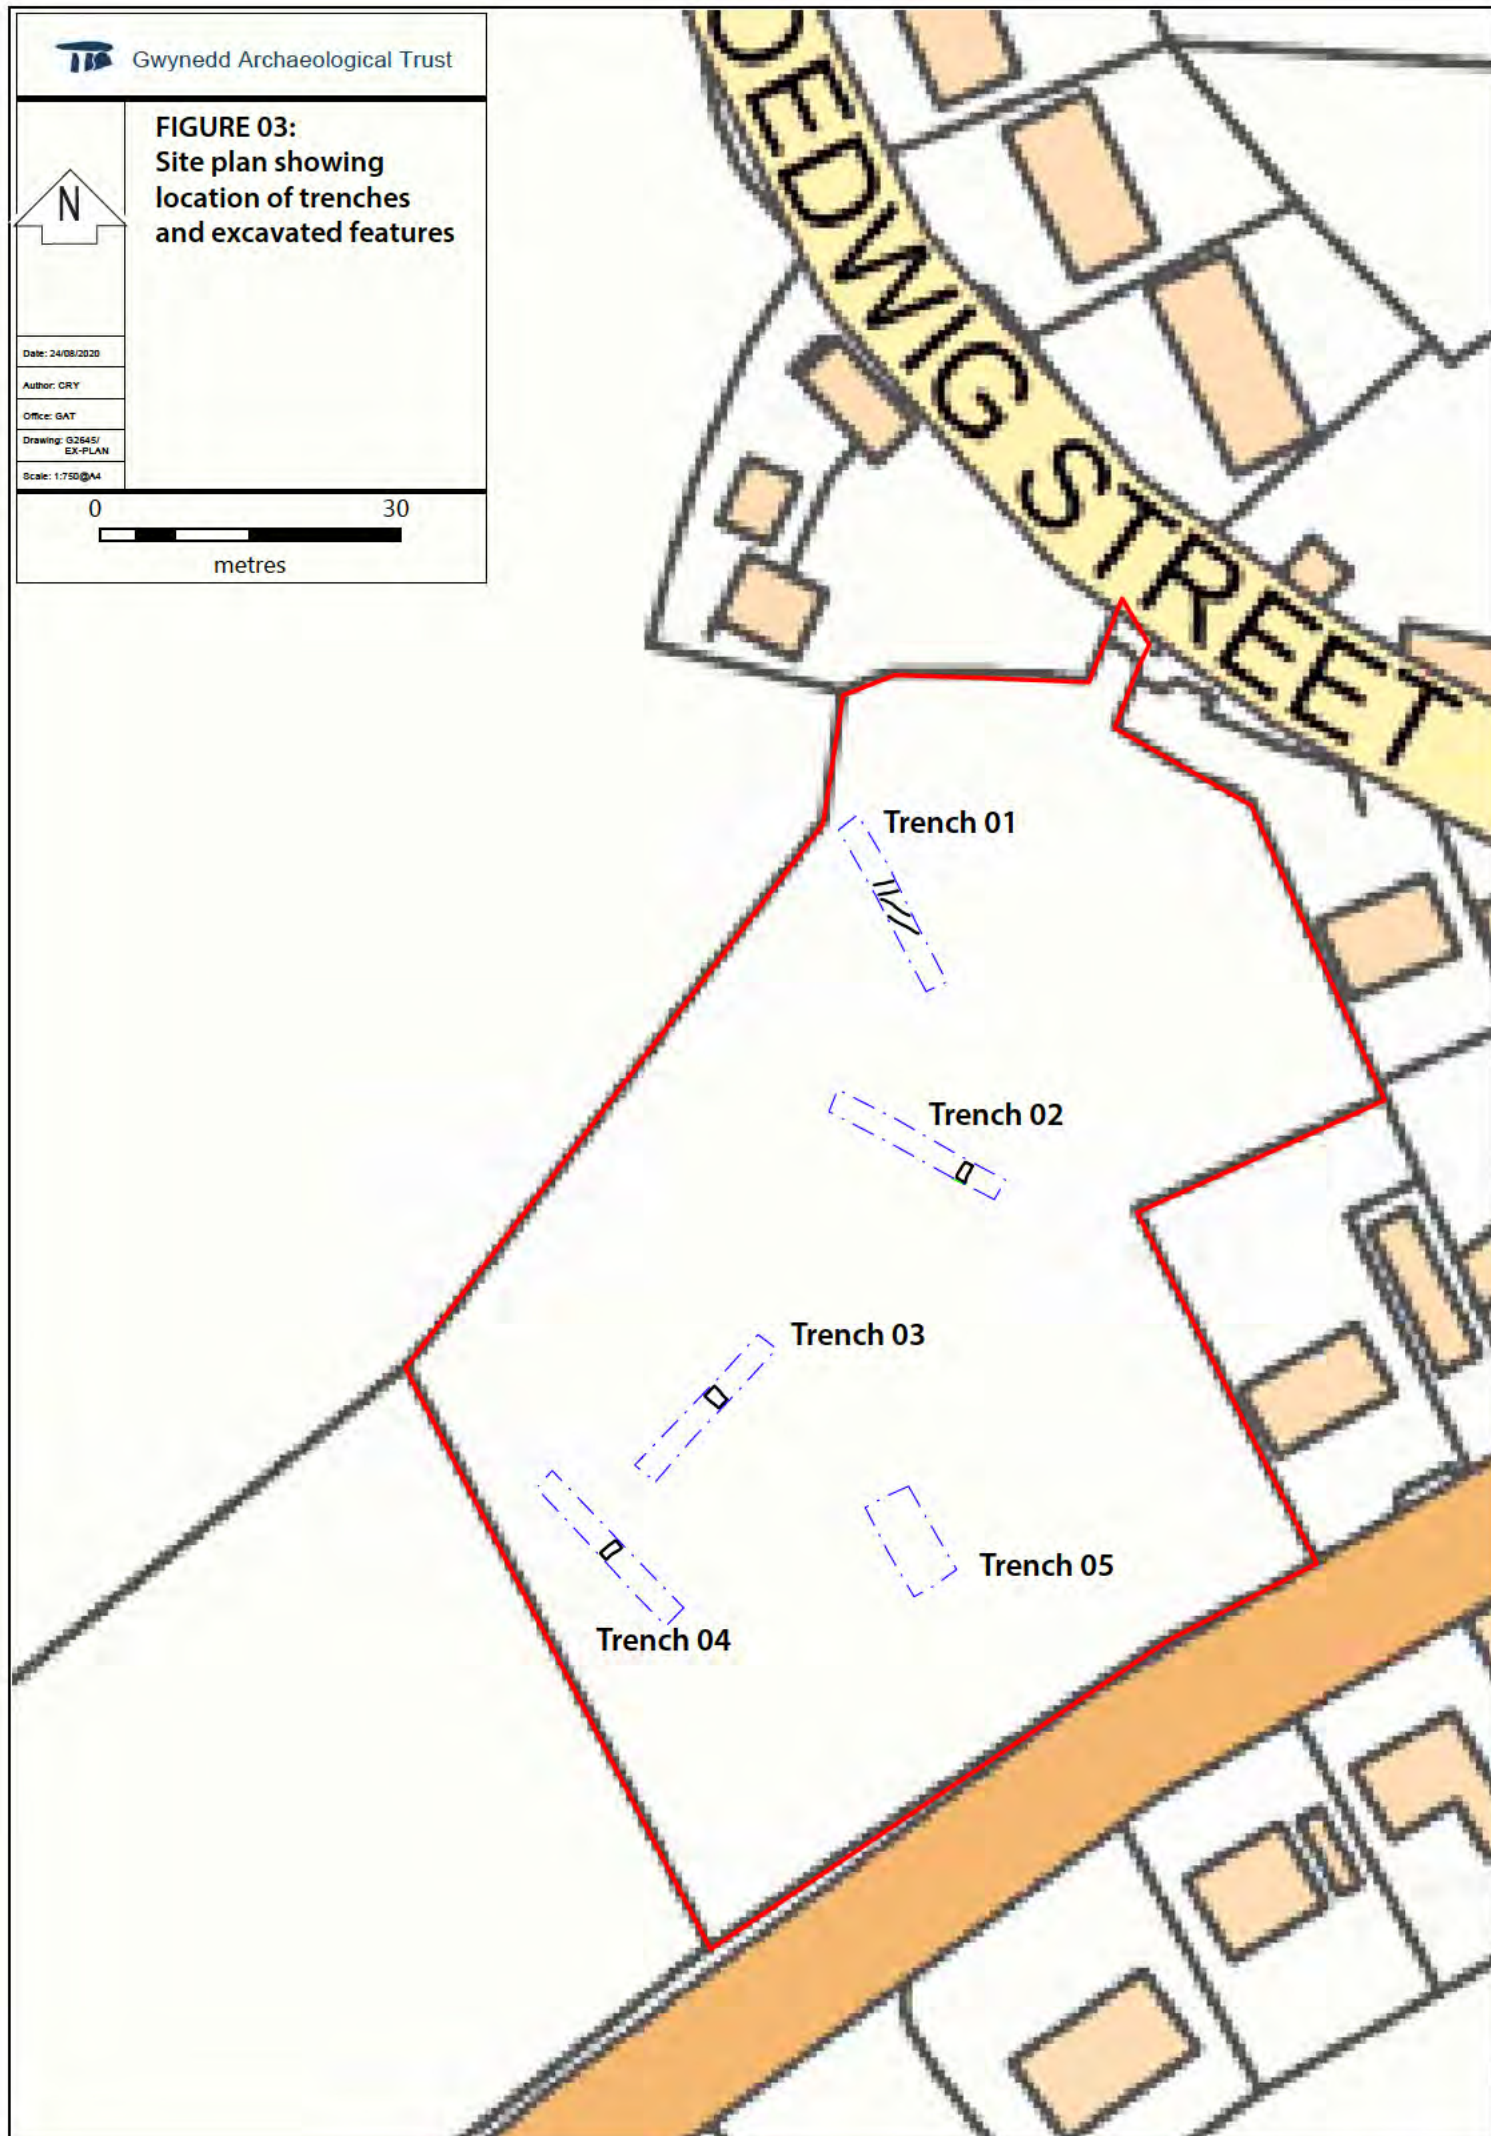 Gwynedd Archaeological Trust
FIGURE 03:
Site plan showing
location of trenches
and excavated features
N
Date: 24/08/2020
Author: CRY
Office: GAT
Drawing: G2645/
EX-PLAN
Scale: 1:750@A4
0 30
metres
OEDWIG STREET
Trench 01
Trench 02
Trench 03
Trench 05
Trench 04